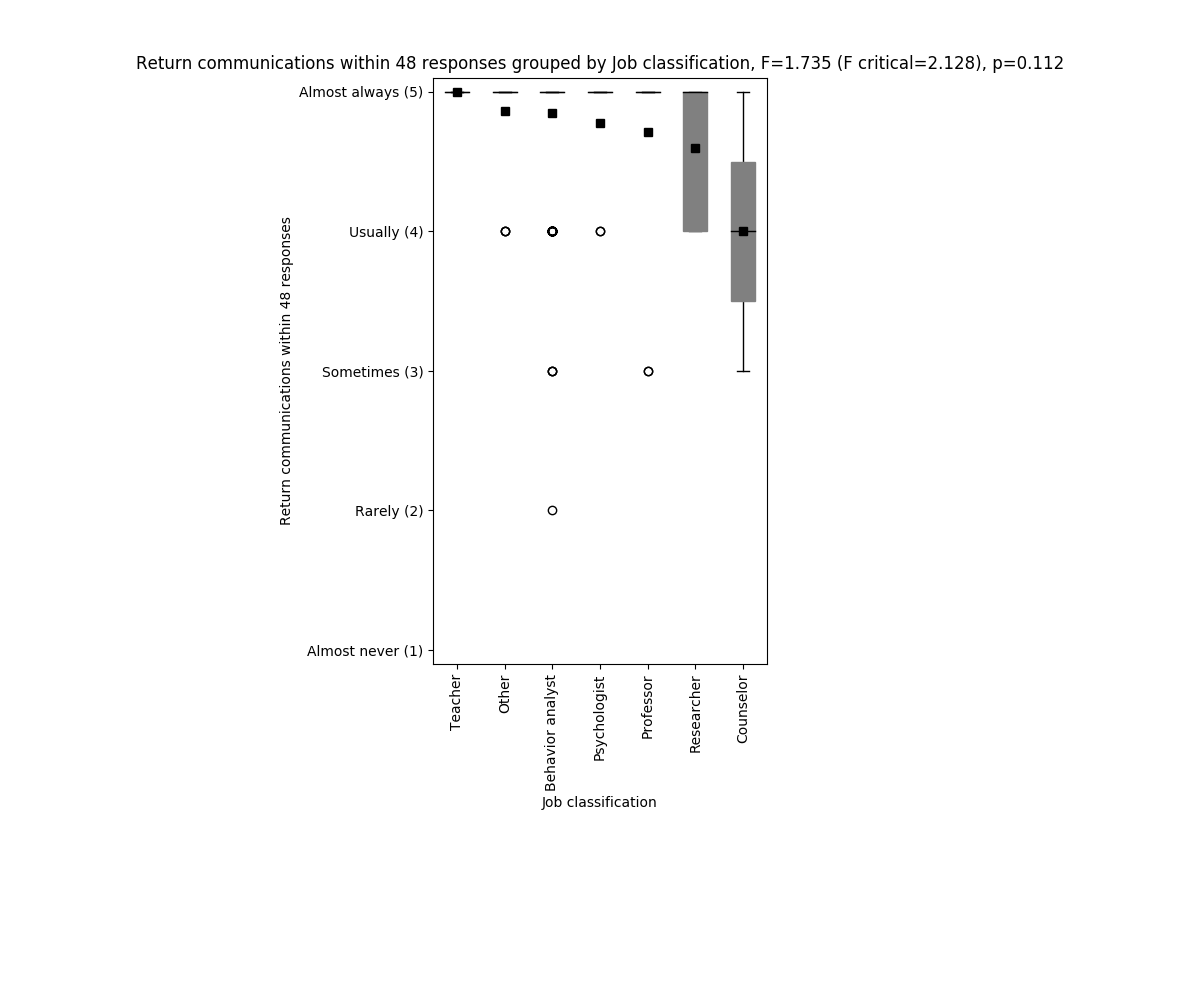 Return communications within 48 responses grouped by Job classification, F=1.735 (F critical=2.128), p=0.112
Return communications within 48 responses
Almost always (5)
Usually (4)
Sometimes (3)
Rarely (2)
Almost never (1)
Teacher
Other
Behavior analyst
Psychologist
Professor
Researcher
Counselor
Job classification